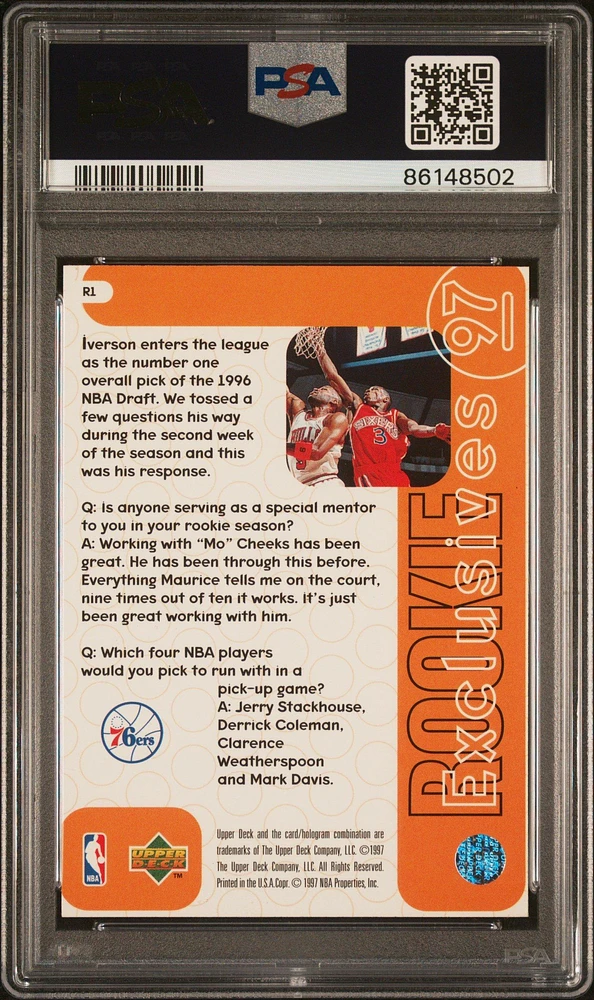 PSA
86148502
R1
Rookie Exclusives 97
Iverson enters the league
as the number one
overall pick of the 1996
NBA Draft. We tossed a
few questions his way
during the second week
of the season and this
was his response.
SIXERS
3
Q: Is anyone serving as a special mentor
to you in your rookie season?
A: Working with “Mo” Cheeks has been
great. He has been through this before.
Everything Maurice tells me on the court,
nine times out of ten it works. It's just
been great working with him.
Q: Which four NBA players
would you pick to run with in a
pick-up game?
A: Jerry Stackhouse,
Derrick Coleman,
Clarence
Weatherspoon
and Mark Davis.
76ers
NBA
UPPER
DECK
TM
Upper Deck and the card/hologram combination are
trademarks of The Upper Deck Company, LLC. ©1997
The Upper Deck Company, LLC. All Rights Reserved.
Printed in the U.S.A. Copr. © 1997 NBA Properties, Inc.
PSA